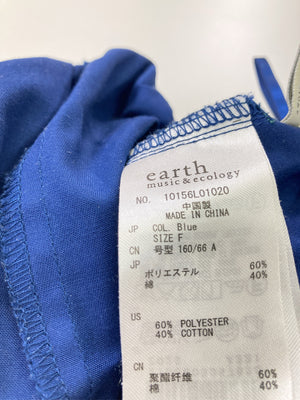 earth
music & ecology
NO. 10156L01020
中国製
MADE IN CHINA
JP COL. Blue
SIZE F
CN 号型 160/66 A
JP
ポリエステル 60%
綿 40%
US
60% POLYESTER
40% COTTON
CN
聚酯纤维 60%
棉 40%